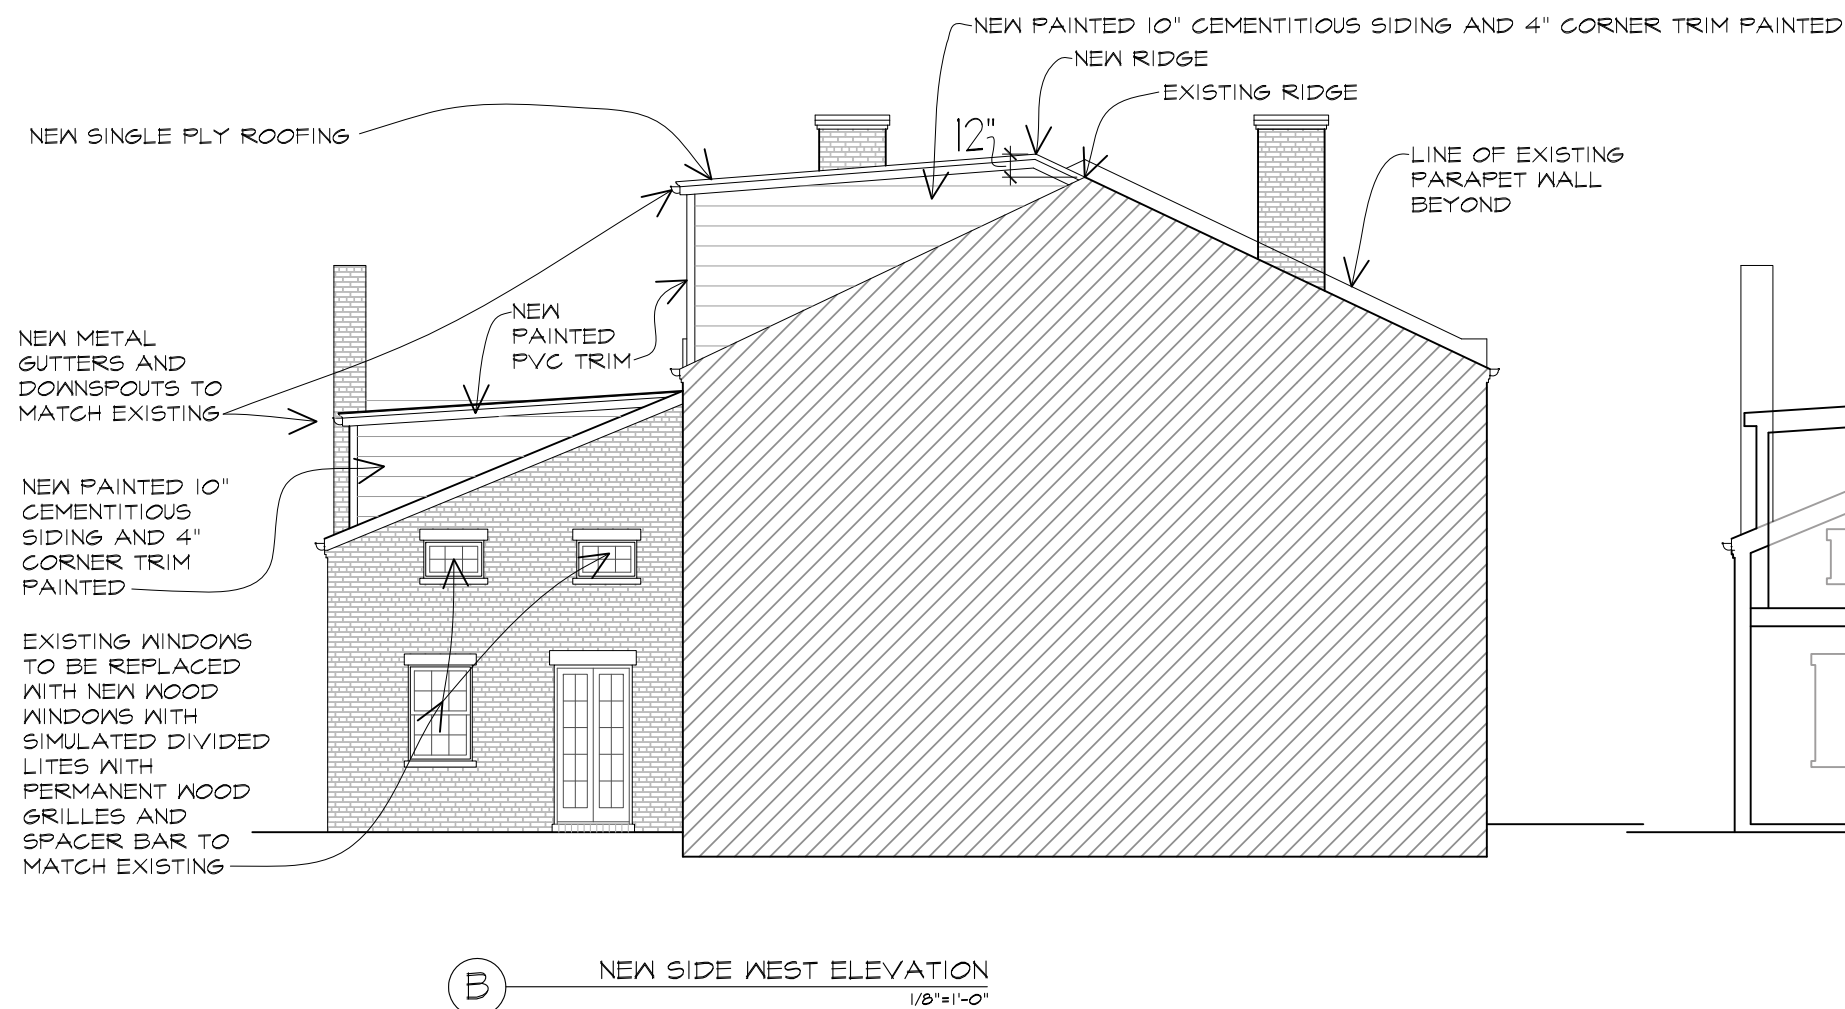 NEW PAINTED 10" CEMENTITIOUS SIDING AND 4" CORNER TRIM PAINTED
NEW RIDGE
EXISTING RIDGE
NEW SINGLE PLY ROOFING
12"
LINE OF EXISTING
PARAPET WALL
BEYOND
NEW
PAINTED
PVC TRIM
NEW METAL
GUTTERS AND
DOWNSPOUTS TO
MATCH EXISTING
NEW PAINTED 10"
CEMENTITIOUS
SIDING AND 4"
CORNER TRIM
PAINTED
EXISTING WINDOWS
TO BE REPLACED
WITH NEW WOOD
WINDOWS WITH
SIMULATED DIVIDED
LITES WITH
PERMANENT WOOD
GRILLES AND
SPACER BAR TO
MATCH EXISTING
B
NEW SIDE WEST ELEVATION
1/8"=1'-0"